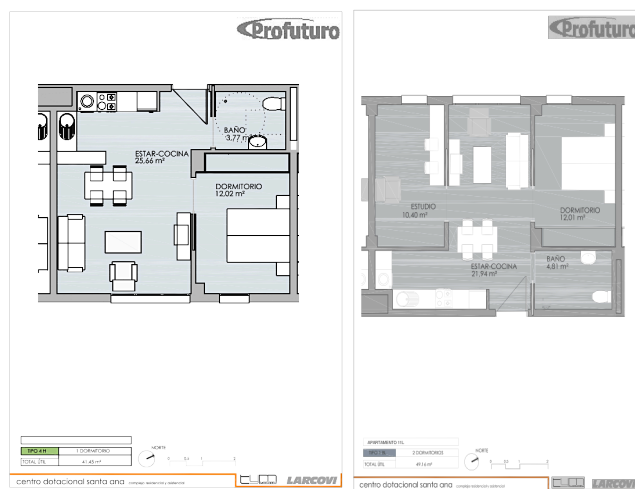 Profuturo
BAÑO
3,77 m²
ESTAR-COCINA
25,66 m²
DORMITORIO
12,02 m²
TIPO 4 H
1 DORMITORIO
TOTAL ÚTIL
41,45 m²
NORTE
centro dotacional santa ana
LARCOVI
Profuturo
ESTUDIO
10,40 m²
DORMITORIO
12,01 m²
ESTAR-COCINA
21,94 m²
BAÑO
4,81 m²
2 DORMITORIOS
TOTAL ÚTIL
49,16 m²
NORTE
centro dotacional santa ana
LARCOVI